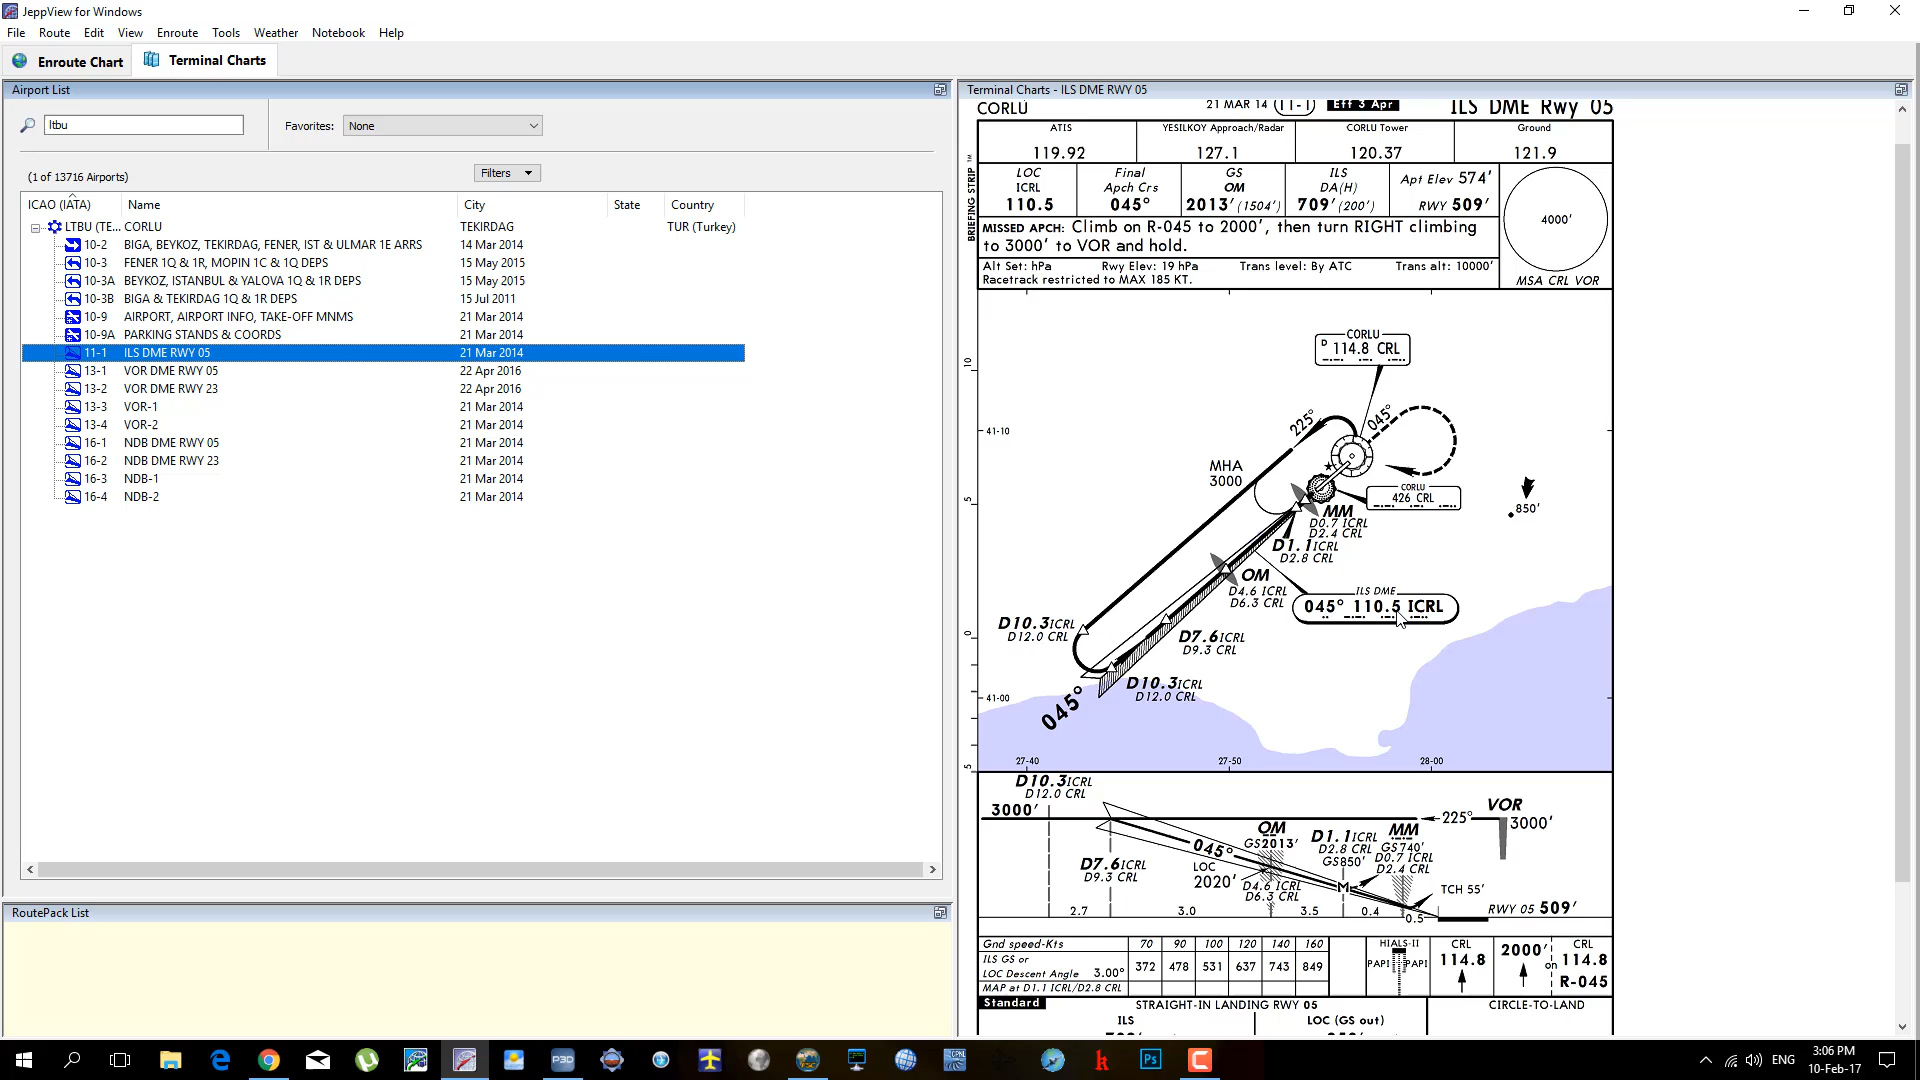 JeppView for Windows
File Route Edit View Enroute Tools Weather Notebook Help
Enroute Chart Terminal Charts
Airport List
ltbu Favorites: None
(1 of 13716 Airports) Filters
ICAO (IATA) Name City State Country
LTBU (TE... CORLU TEKIRDAG TUR (Turkey)
10-2 BIGA, BEYKOZ, TEKIRDAG, FENER, IST & ULMAR 1E ARRS 14 Mar 2014
10-3 FENER 1Q & 1R, MOPIN 1C & 1Q DEPS 15 May 2015
10-3A BEYKOZ, ISTANBUL & YALOVA 1Q & 1R DEPS 15 May 2015
10-3B BIGA & TEKIRDAG 1Q & 1R DEPS 15 Jul 2011
10-9 AIRPORT, AIRPORT INFO, TAKE-OFF MNMS 21 Mar 2014
10-9A PARKING STANDS & COORDS 21 Mar 2014
11-1 ILS DME RWY 05 21 Mar 2014
13-1 VOR DME RWY 05 22 Apr 2016
13-2 VOR DME RWY 23 22 Apr 2016
13-3 VOR-1 21 Mar 2014
13-4 VOR-2 21 Mar 2014
16-1 NDB DME RWY 05 21 Mar 2014
16-2 NDB DME RWY 23 21 Mar 2014
16-3 NDB-1 21 Mar 2014
16-4 NDB-2 21 Mar 2014
RoutePack List
Terminal Charts - ILS DME RWY 05
CORLU 21 MAR 14 11-1 Eff 3 Apr ILS DME Rwy 05
BRIEFING STRIP TM
ATIS YESILKOY Approach/Radar CORLU Tower Ground
119.92 127.1 120.37 121.9
LOC Final GS ILS
ICRL Apch Crs OM DA(H) Apt Elev 574'
110.5 045° 2013' (1504') 709' (200') RWY 509'
MISSED APCH: Climb on R-045 to 2000', then turn RIGHT climbing
to 3000' to VOR and hold.
Alt Set: hPa Rwy Elev: 19 hPa Trans level: By ATC Trans alt: 10000'
Racetrack restricted to MAX 185 KT.
4000'
MSA CRL VOR
CORLU
D 114.8 CRL
10
225° 045°
41-10
MHA
3000
CORLU
426 CRL
5
850'
MM
D0.7 ICRL
D2.4 CRL
D1.1 ICRL
D2.8 CRL
OM
D4.6 ICRL
D6.3 CRL
ILS DME
045° 110.5 ICRL
D10.3 ICRL
D12.0 CRL
0
D7.6 ICRL
D9.3 CRL
D10.3 ICRL
D12.0 CRL
41-00
045°
27-40 27-50 28-00
5
D10.3 ICRL
D12.0 CRL
3000'
VOR
225° 3000'
OM
GS2013'
D1.1 ICRL
D2.8 CRL
GS850'
MM
GS740'
D0.7 ICRL
D2.4 CRL
045°
D7.6 ICRL
D9.3 CRL
LOC
2020'
D4.6 ICRL
D6.3 CRL
M
TCH 55'
RWY 05 509'
2.7 3.0 3.5 0.4 0.5
Gnd speed-Kts 70 90 100 120 140 160
ILS GS or
LOC Descent Angle 3.00° 372 478 531 637 743 849
MAP at D1.1 ICRL/D2.8 CRL
HIALS-II
PAPI PAPI
CRL
114.8
2000'
on
CRL
114.8
R-045
Standard STRAIGHT-IN LANDING RWY 05 CIRCLE-TO-LAND
ILS LOC (GS out)
P3D
CPNL
Ps
ENG
3:06 PM
10-Feb-17